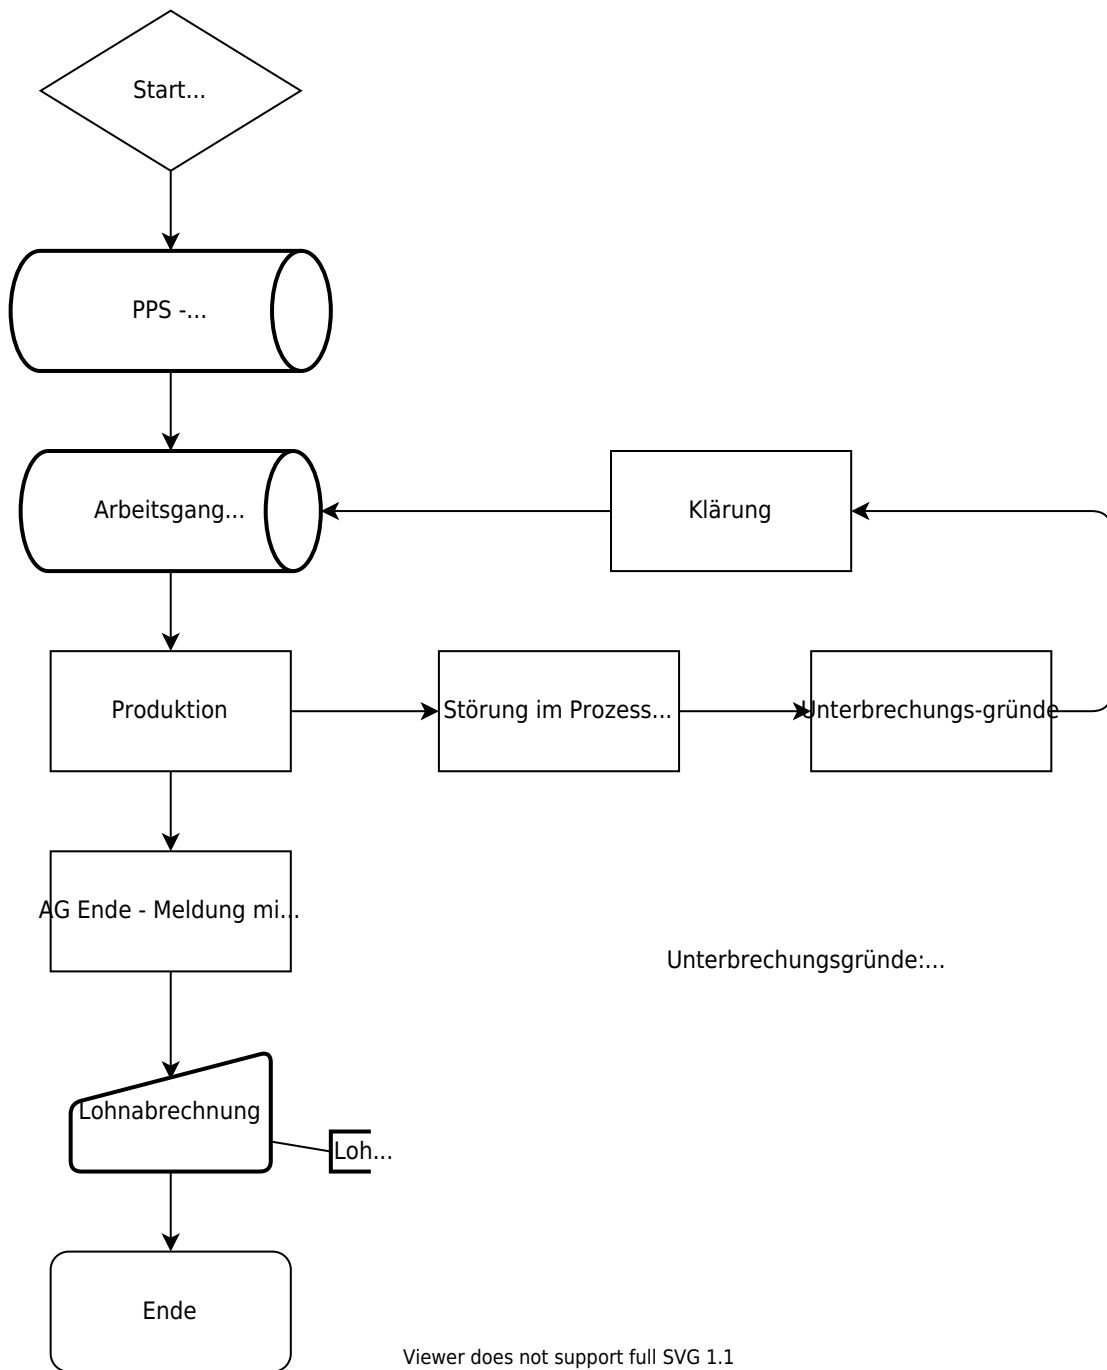 Start...
PPS -...
Arbeitsgang...
Klärung
Produktion
Störung im Prozess...
Unterbrechungs-gründe
AG Ende - Meldung mi...
Unterbrechungsgründe:...
Lohnabrechnung
Loh...
Ende
Viewer does not support full SVG 1.1